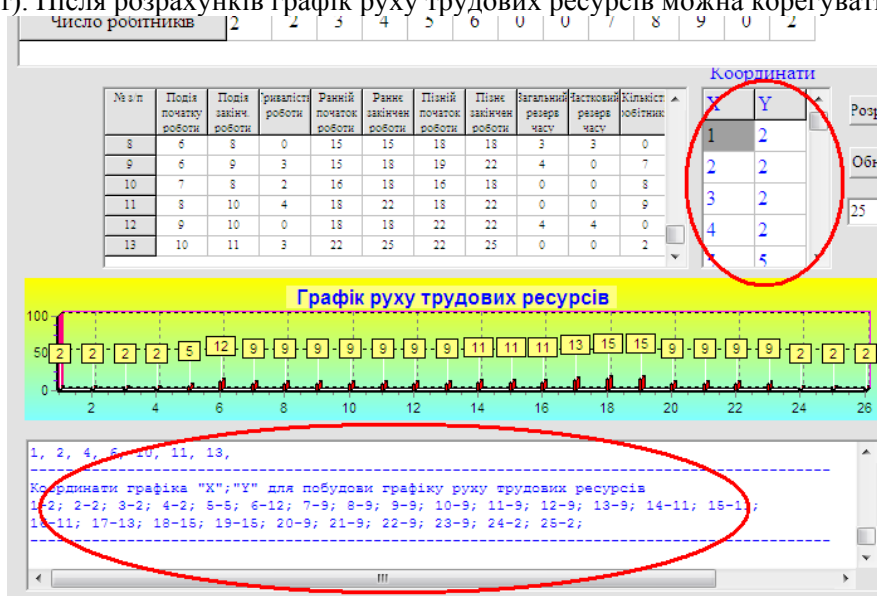 Після розрахунків графік руху трудових ресурсів можна
Число робітників 2 2 3 4 5 6 0 0 7 8 9 0 2
Координати
№ з/п Подія початку роботи Подія закінч. роботи роботи Ранній початок роботи Раннє закінчен роботи Пізній початок роботи Пізнє закінчен роботи резерв часу резерв часу
X Y
8 6 8 0 15 15 18 18 3 3 0
9 6 9 3 15 18 19 22 4 0 7
10 7 8 2 16 18 16 18 0 0 8
11 8 10 4 18 22 18 22 0 0 9
12 9 10 0 18 18 22 22 4 4 0
13 10 11 3 22 25 22 25 0 0 2
1 2
2 2
3 2
4 2
5
25
Графік руху трудових ресурсів
100
50
0
2 2 2 2 5 12 9 9 9 9 9 9 9 11 11 11 13 15 15 9 9 9 9 2 2 2
2 4 6 8 10 12 14 16 18 20 22 24 26
1, 2, 4, 6, 10, 11, 13,
Координати графіка "X";"Y" для побудови графіку руху трудових ресурсів
1-2; 2-2; 3-2; 4-2; 5-5; 6-12; 7-9; 8-9; 9-9; 10-9; 11-9; 12-9; 13-9; 14-11; 15-11;
16-11; 17-13; 18-15; 19-15; 20-9; 21-9; 22-9; 23-9; 24-2; 25-2;